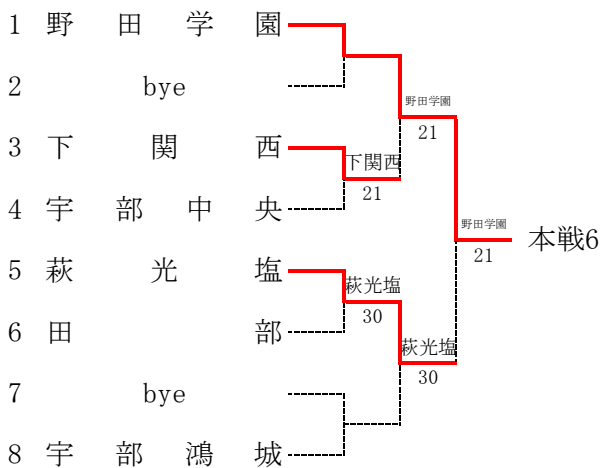 1 野田学園
2 bye
野田学園
21
3 下関西
下関西
21
4 宇部中央
野田学園
21
本戦6
5 萩光塩
萩光塩
30
6 田部
萩光塩
30
7 bye
8 宇部鴻城